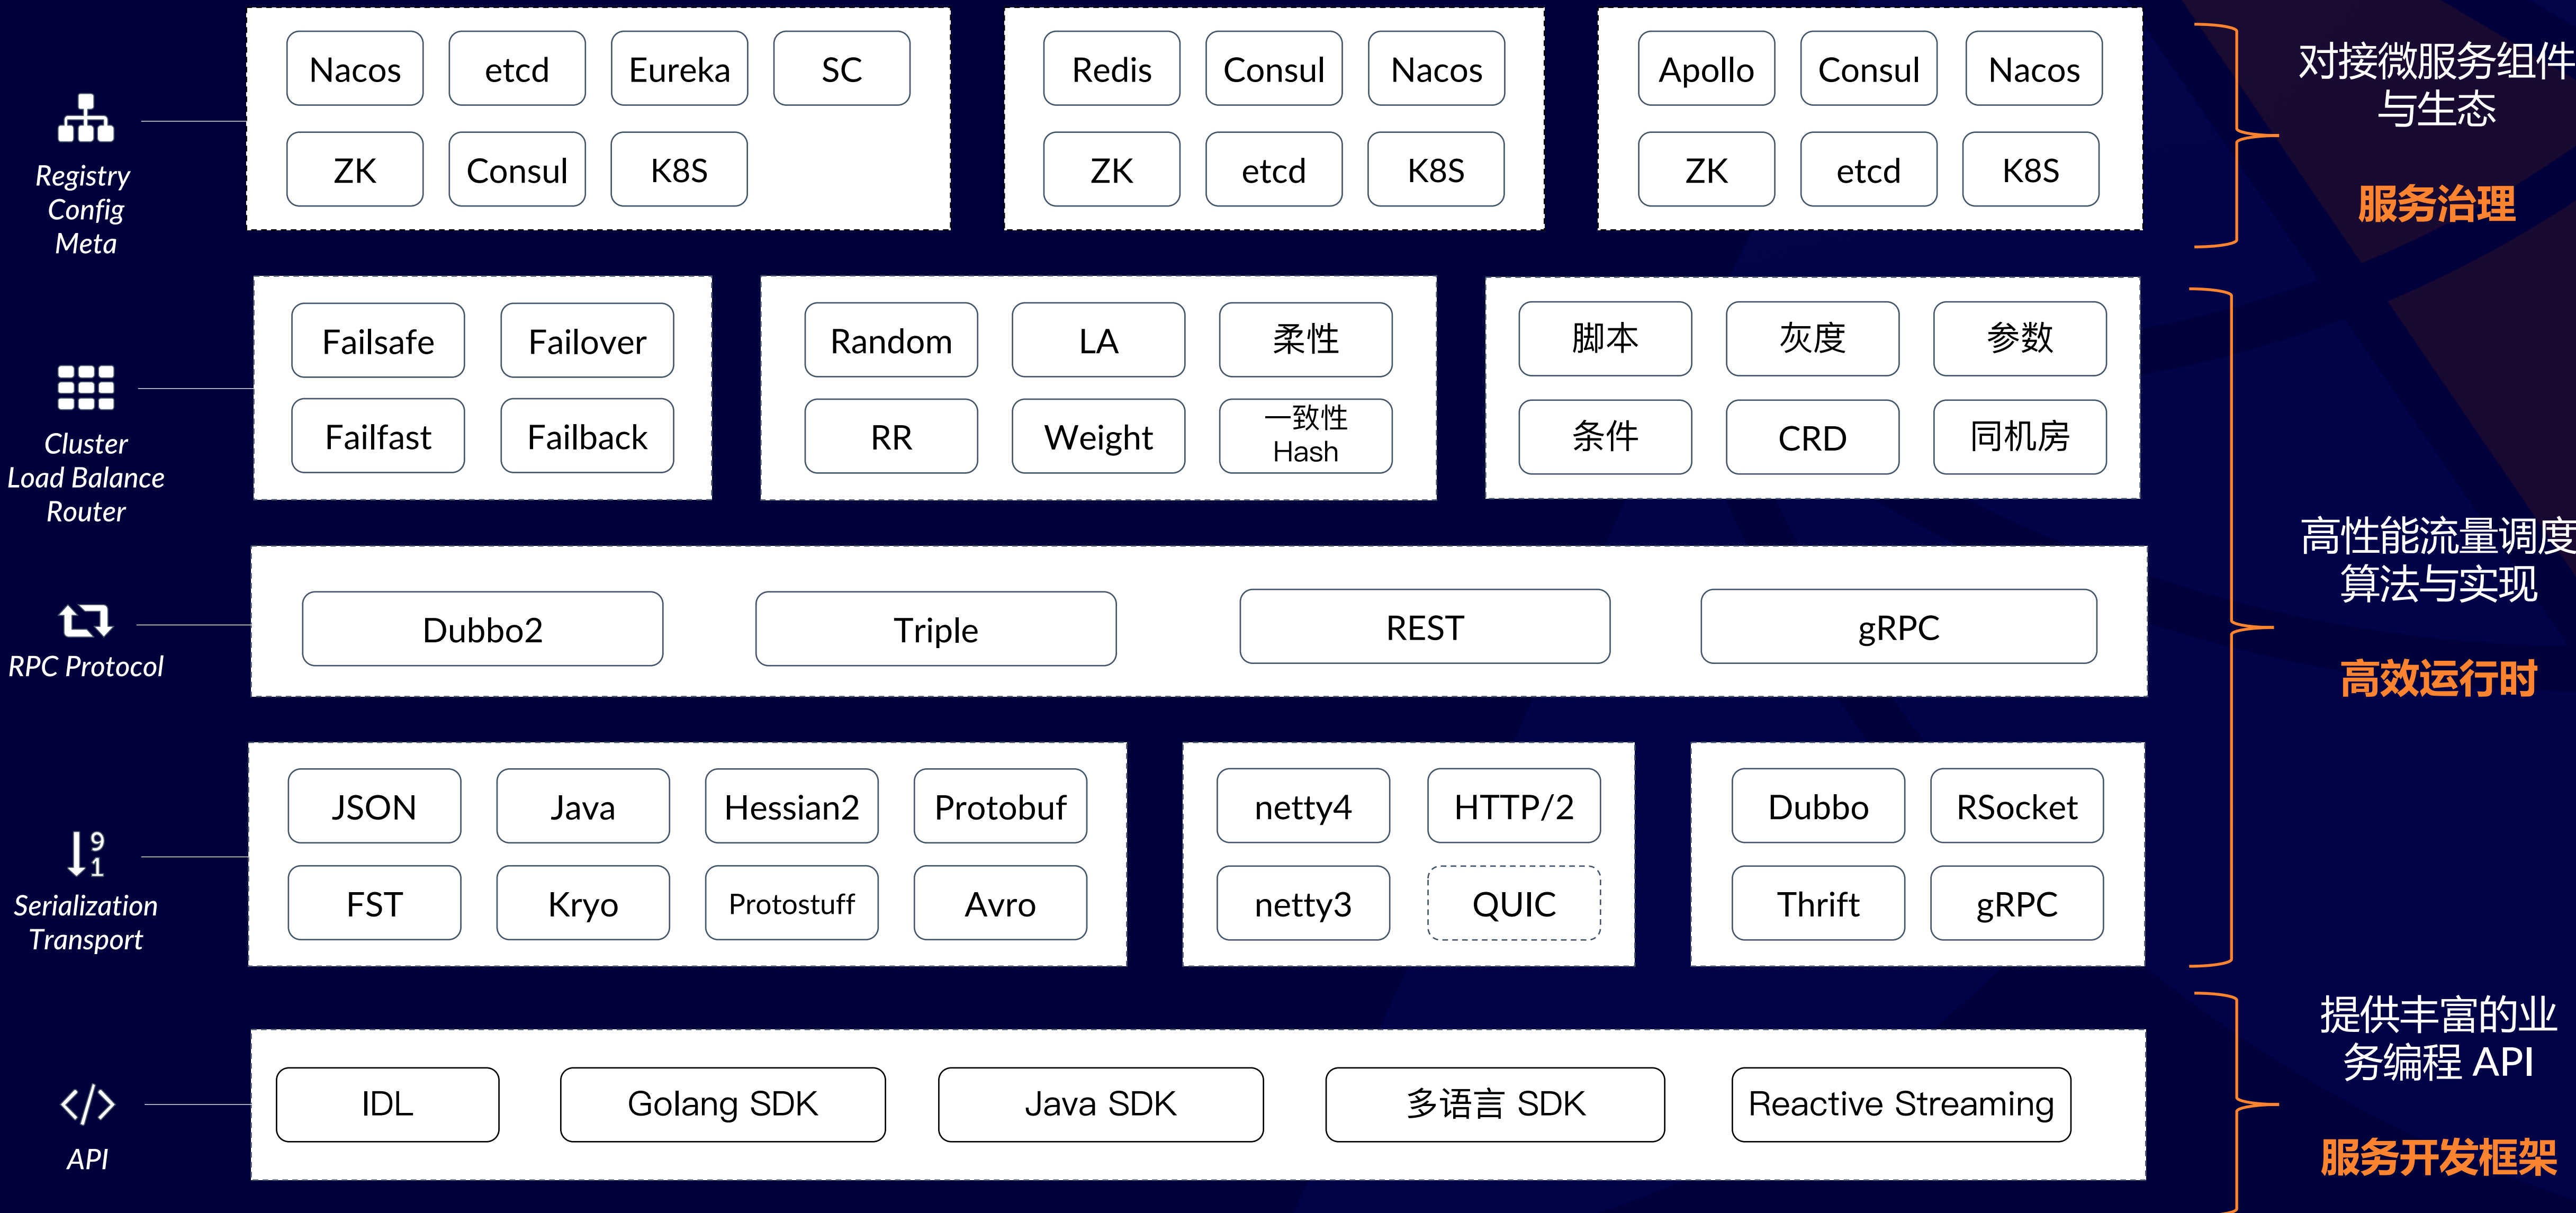 Nacos
etcd
Eureka
SC
ZK
Consul
K8S
Redis
Consul
Nacos
ZK
etcd
K8S
Apollo
Consul
Nacos
ZK
etcd
K8S
Registry
Config
Meta
对接微服务组件
与生态
服务治理
Failsafe
Failover
Failfast
Failback
Random
LA
柔性
RR
Weight
一致性
Hash
脚本
灰度
参数
条件
CRD
同机房
Cluster
Load Balance
Router
Dubbo2
Triple
REST
gRPC
RPC Protocol
高性能流量调度
算法与实现
高效运行时
JSON
Java
Hessian2
Protobuf
FST
Kryo
Protostuff
Avro
netty4
HTTP/2
netty3
QUIC
Dubbo
RSocket
Thrift
gRPC
9
1
Serialization
Transport
IDL
Golang SDK
Java SDK
多语言 SDK
Reactive Streaming
</>
API
提供丰富的业
务编程 API
服务开发框架